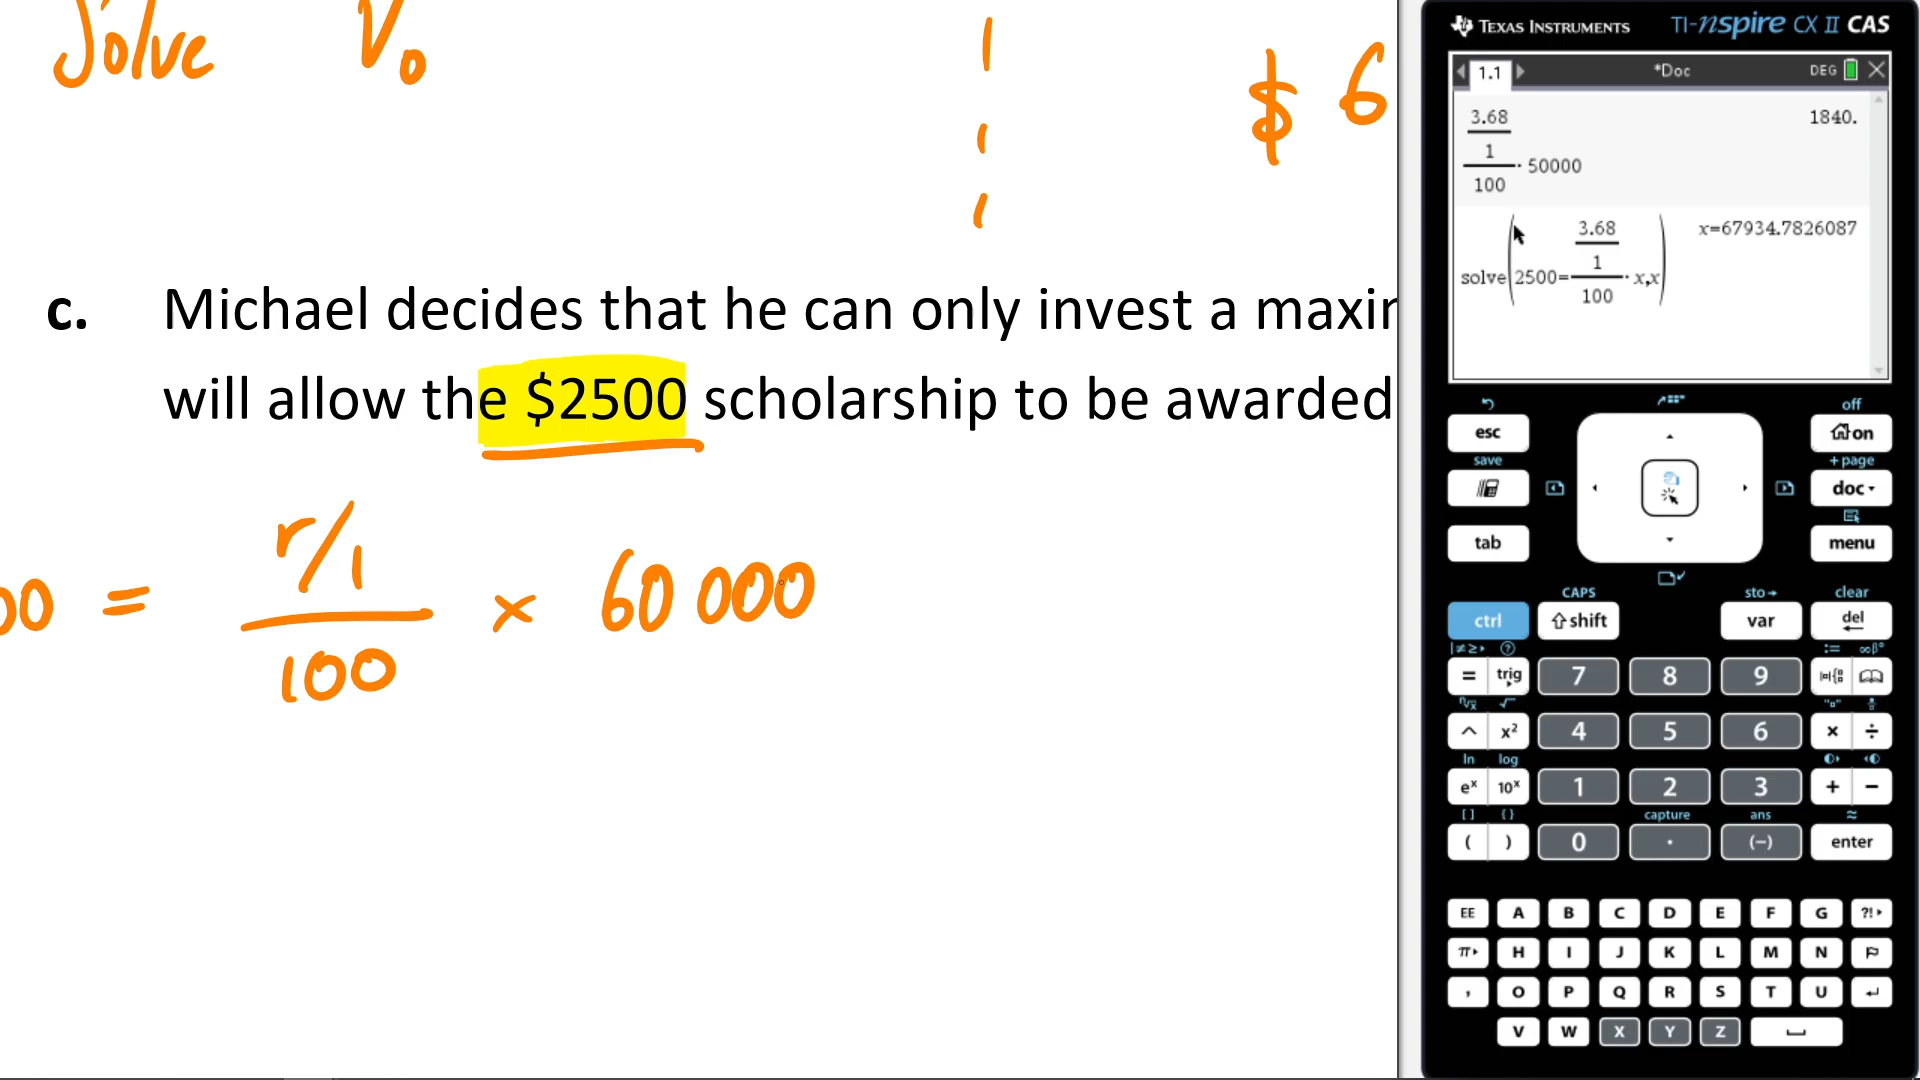 Solve V₀
$ 6
c. Michael decides that he can only invest a maxi
will allow the $2500 scholarship to be awarded
00 = r/1 / 100 × 60 000
TEXAS INSTRUMENTS TI-nspire CX II CAS
1.1 *Doc DEG
3.68 / 1 / 100 · 50000 1840.
solve(2500= 3.68 / 1 / 100 · x,x) x=67934.7826087
off
esc on
save +page
doc
tab menu
CAPS sto→ clear
ctrl shift var del
|≠≥▸ ? := ∞β°
= trig 7 8 9
ⁿ√x √
^ x² 4 5 6 × ÷
ln log
eˣ 10ˣ 1 2 3 + −
[ ] { } capture ans ≈
( ) 0 . (−) enter
EE A B C D E F G ?!▸
π▸ H I J K L M N
, O P Q R S T U
V W X Y Z